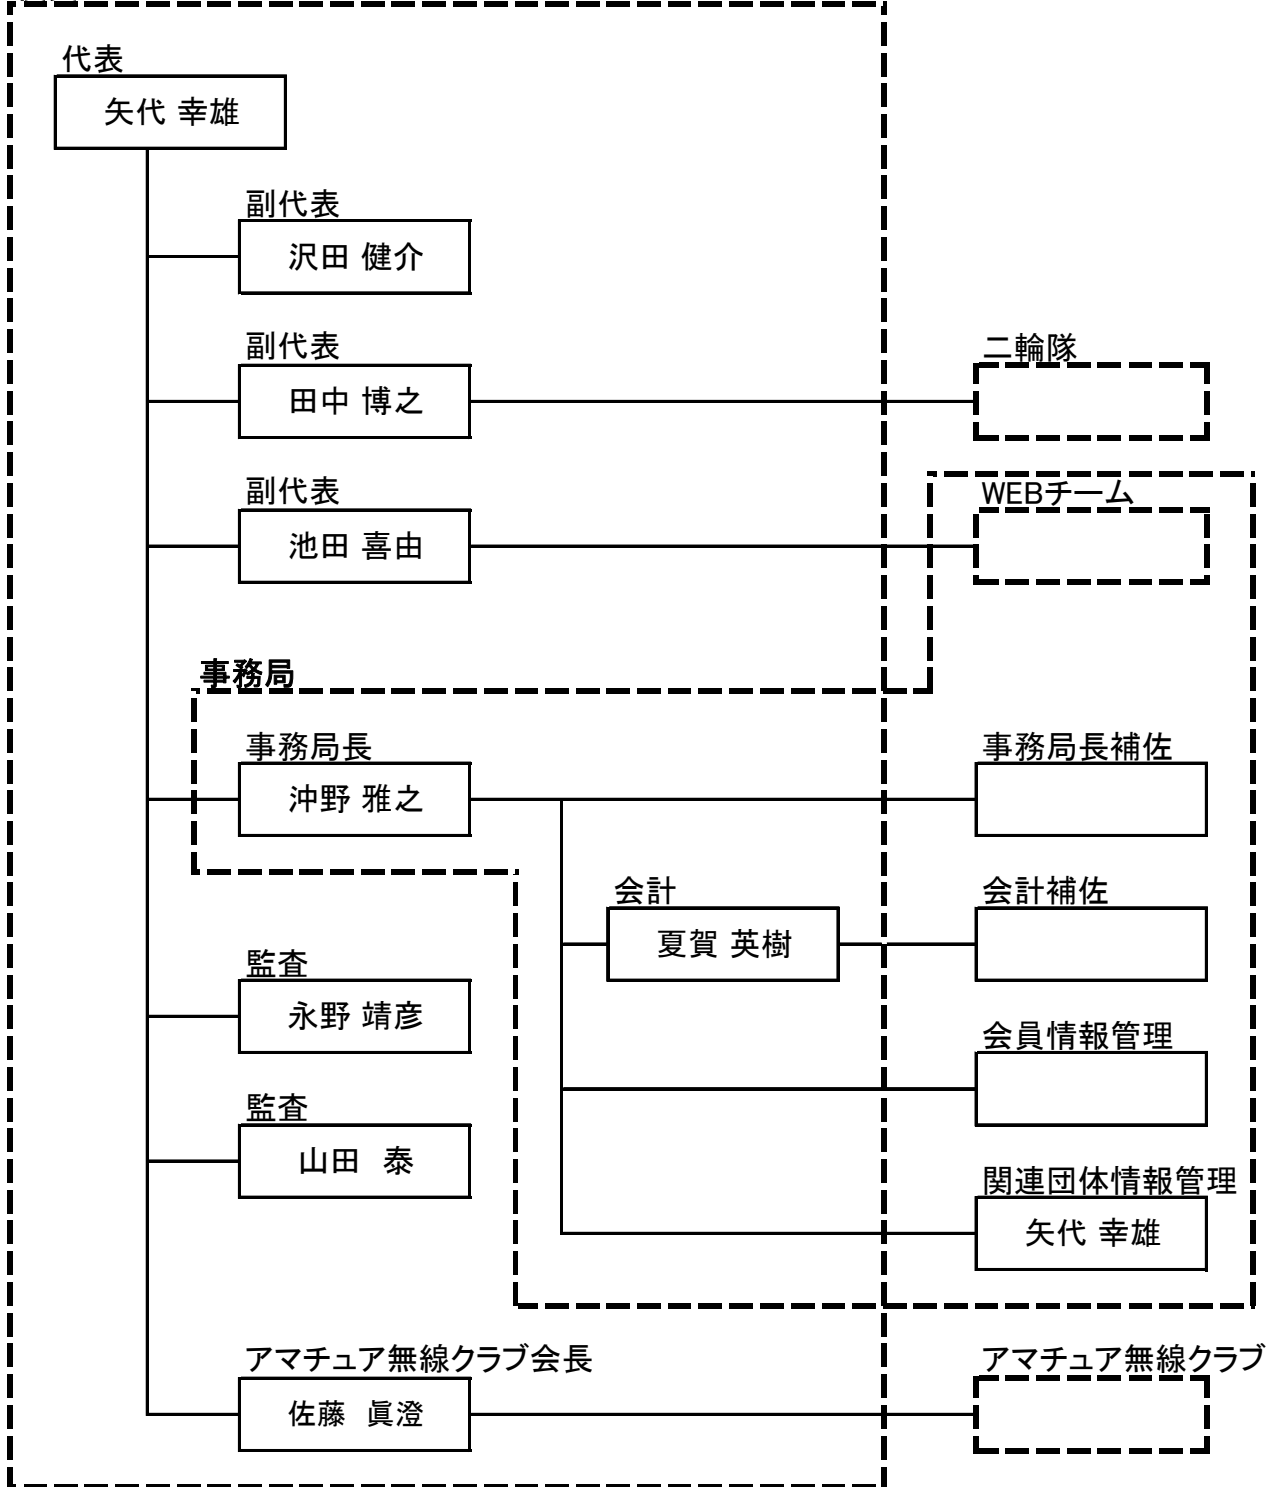 代表
矢代 幸雄
副代表
沢田 健介
副代表
田中 博之
二輪隊
副代表
池田 喜由
WEBチーム
事務局
事務局長
沖野 雅之
事務局長補佐
会計
夏賀 英樹
会計補佐
監査
永野 靖彦
会員情報管理
監査
山田　泰
関連団体情報管理
矢代 幸雄
アマチュア無線クラブ会長
佐藤　眞澄
アマチュア無線クラブ